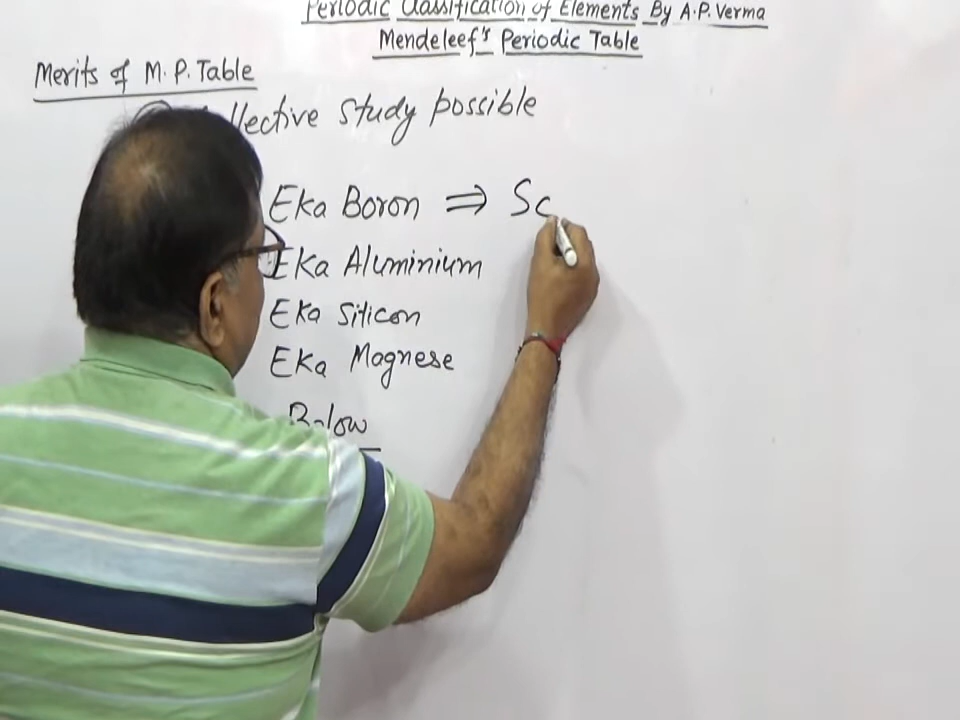 Periodic Classification of Elements By A.P. Verma
Mendeleef's Periodic Table
Merits of M.P. Table
Study possible
Eka Boron ⇒ Sc
Eka Aluminium
Eka Silicon
Eka Magnese
Below